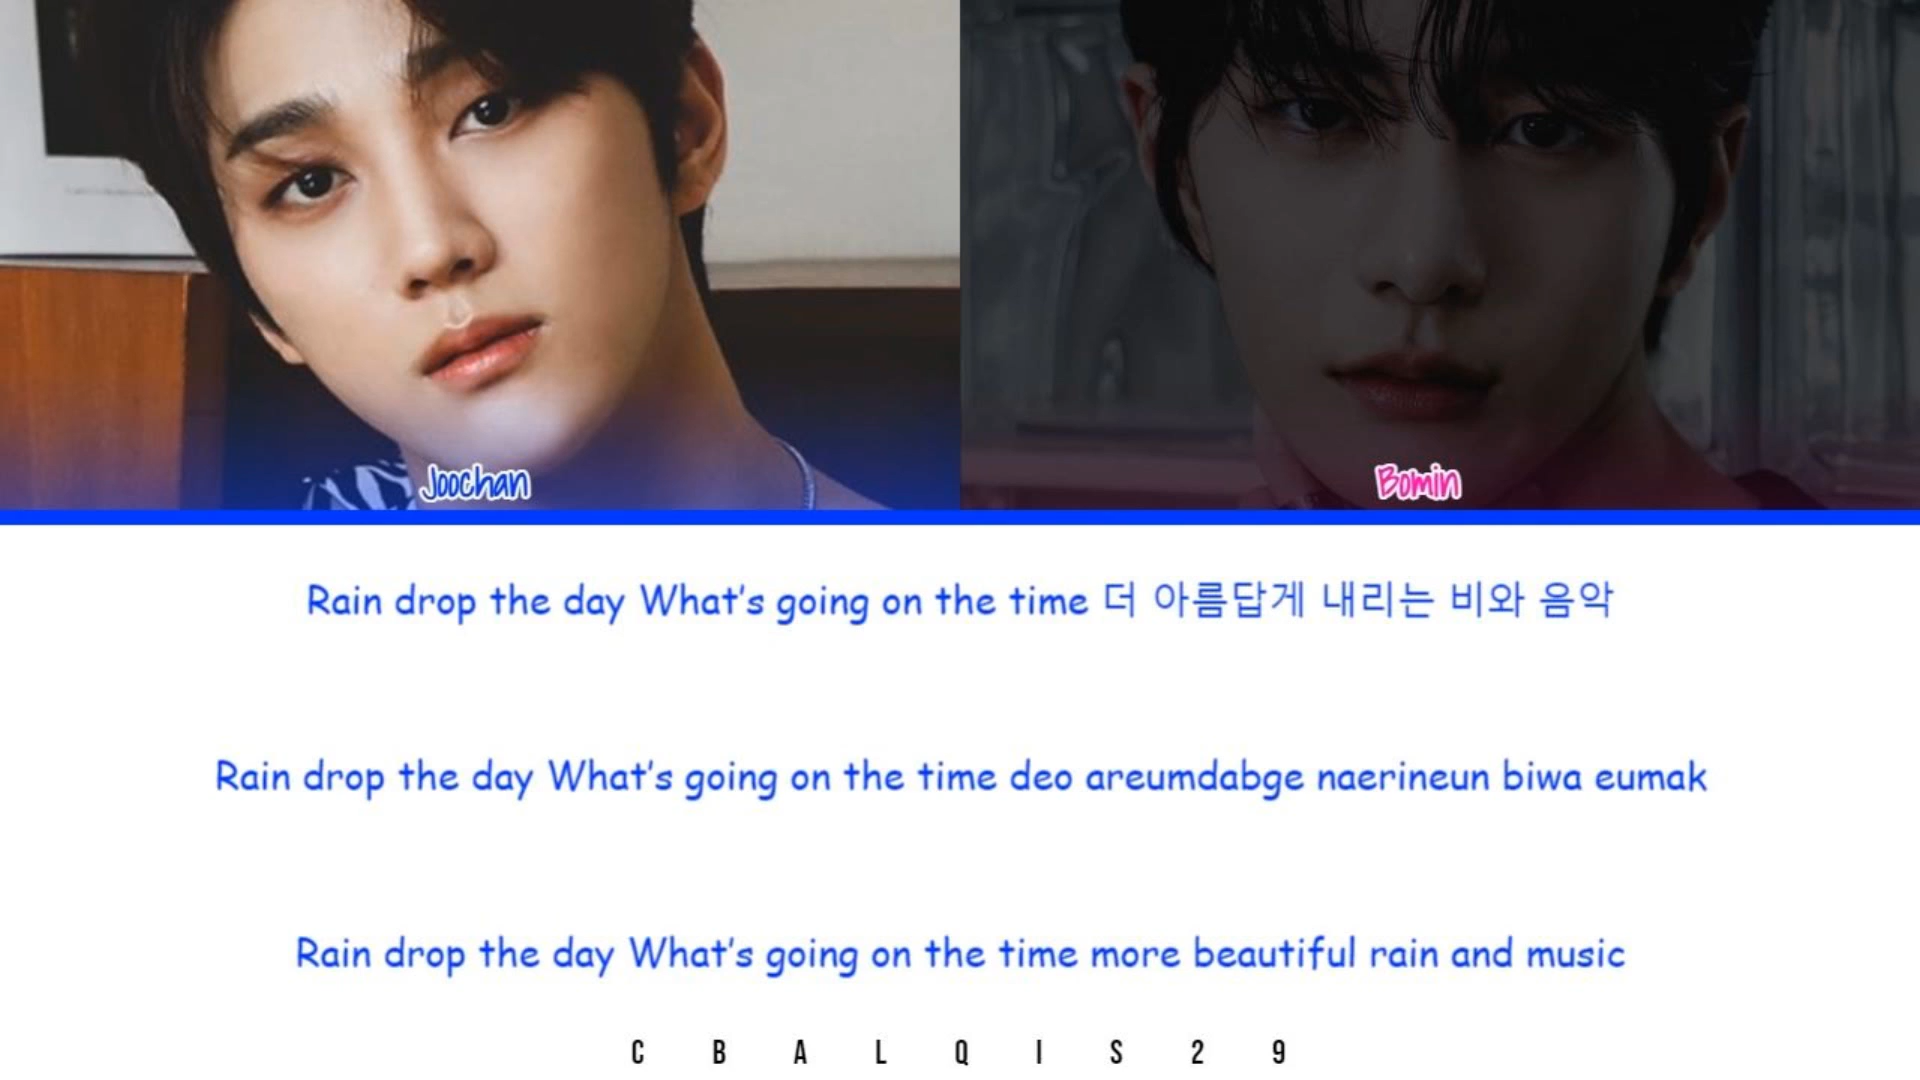 Joochan
Bomin
Rain drop the day What's going on the time 더 아름답게 내리는 비와 음악
Rain drop the day What's going on the time deo areumdabge naerineun biwa eumak
Rain drop the day What's going on the time more beautiful rain and music
CBALQIS29